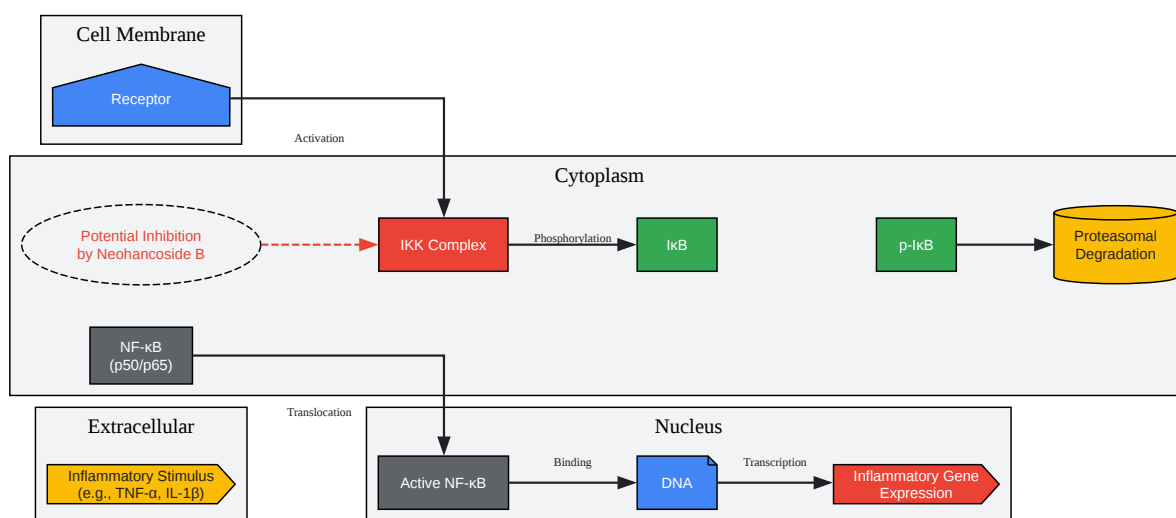 Cell Membrane
Receptor
Activation
Cytoplasm
Potential Inhibition
by Neohancoside B
IKK Complex
Phosphorylation
IκB
p-IκB
Proteasomal
Degradation
NF-κB
(p50/p65)
Translocation
Extracellular
Inflammatory Stimulus
(e.g., TNF-α, IL-1β)
Nucleus
Active NF-κB
Binding
DNA
Transcription
Inflammatory Gene
Expression